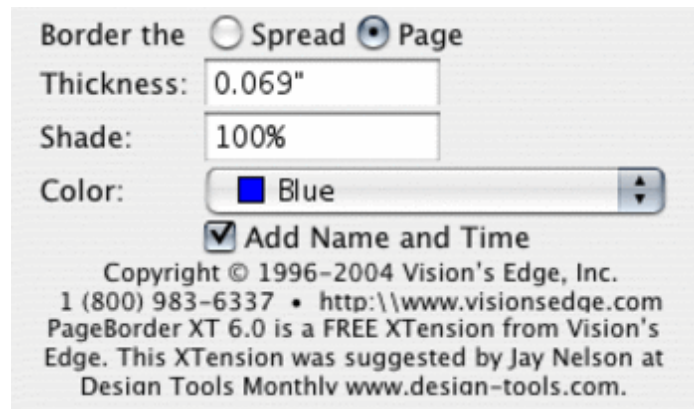 Border the Spread Page
Thickness: 0.069"
Shade: 100%
Color: Blue
Add Name and Time
Copyright © 1996-2004 Vision's Edge, Inc.
1 (800) 983-6337 • http:\\www.visionsedge.com
PageBorder XT 6.0 is a FREE XTension from Vision's
Edge. This XTension was suggested by Jay Nelson at
Design Tools Monthly www.design-tools.com.